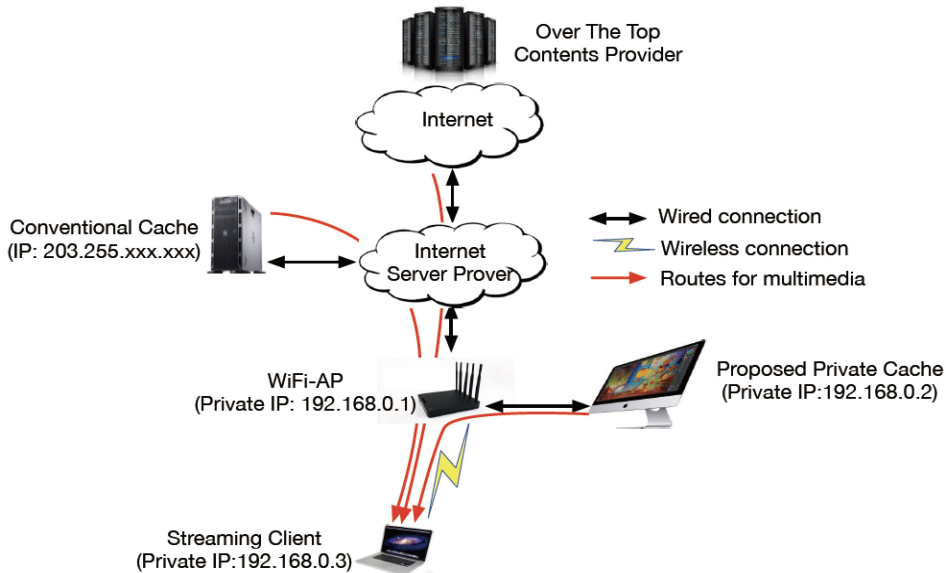 Over The Top
Contents Provider
Internet
Conventional Cache
(IP: 203.255.xxx.xxx)
Internet
Server Prover
Wired connection
Wireless connection
Routes for multimedia
WiFi-AP
(Private IP: 192.168.0.1)
Proposed Private Cache
(Private IP:192.168.0.2)
Streaming Client
(Private IP:192.168.0.3)